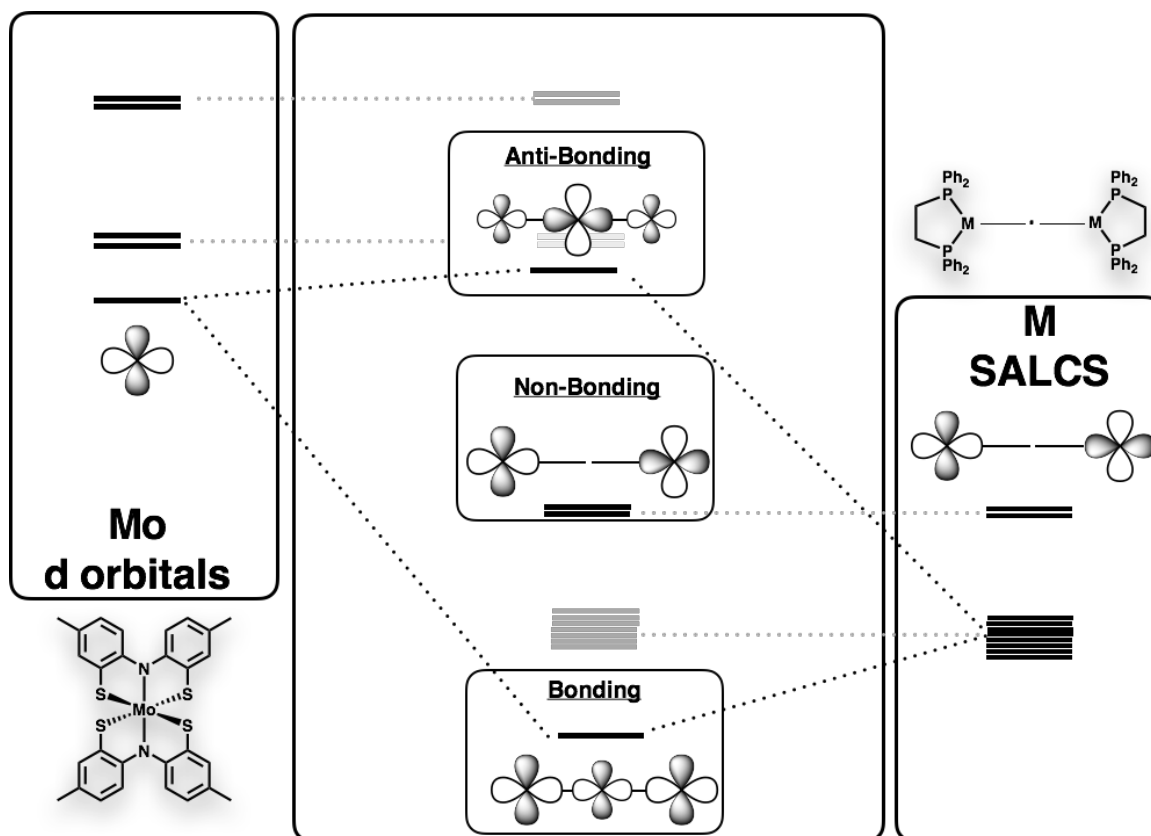 Anti-Bonding
Non-Bonding
Bonding
Mo
d orbitals
M
SALCS
Ph2
Ph2
P
P
M
M
P
P
Ph2
Ph2
N
S
S
Mo
S
S
N